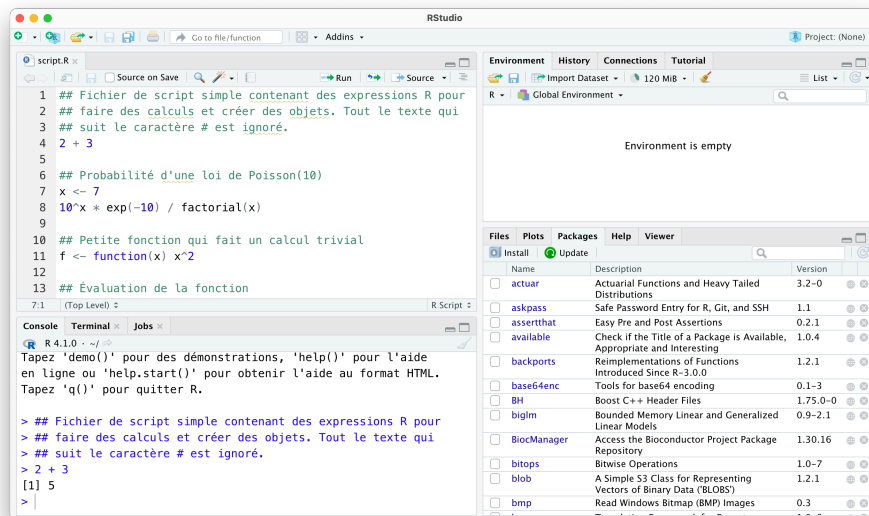 RStudio
Go to file/function
Addins
Project: (None)
script.R
Source on Save
Run
Source
1 ## Fichier de script simple contenant des expressions R pour
2 ## faire des calculs et créer des objets. Tout le texte qui
3 ## suit le caractère # est ignoré.
4 2 + 3
5
6 ## Probabilité d'une loi de Poisson(10)
7 x <- 7
8 10^x * exp(-10) / factorial(x)
9
10 ## Petite fonction qui fait un calcul trivial
11 f <- function(x) x^2
12
13 ## Évaluation de la fonction
7:1 (Top Level) R Script
Console Terminal Jobs
R 4.1.0 · ~/
Tapez 'demo()' pour des démonstrations, 'help()' pour l'aide
en ligne ou 'help.start()' pour obtenir l'aide au format HTML.
Tapez 'q()' pour quitter R.
> ## Fichier de script simple contenant des expressions R pour
> ## faire des calculs et créer des objets. Tout le texte qui
> ## suit le caractère # est ignoré.
> 2 + 3
[1] 5
>
Environment History Connections Tutorial
Import Dataset 120 MiB List
R Global Environment
Environment is empty
Files Plots Packages Help Viewer
Install Update
Name Description Version
actuar Actuarial Functions and Heavy Tailed 3.2-0
Distributions
askpass Safe Password Entry for R, Git, and SSH 1.1
assertthat Easy Pre and Post Assertions 0.2.1
available Check if the Title of a Package is Available, 1.0.4
Appropriate and Interesting
backports Reimplementations of Functions 1.2.1
Introduced Since R-3.0.0
base64enc Tools for base64 encoding 0.1-3
BH Boost C++ Header Files 1.75.0-0
biglm Bounded Memory Linear and Generalized 0.9-2.1
Linear Models
BiocManager Access the Bioconductor Project Package 1.30.16
Repository
bitops Bitwise Operations 1.0-7
blob A Simple S3 Class for Representing 1.2.1
Vectors of Binary Data ('BLOBS')
bmp Read Windows Bitmap (BMP) Images 0.3